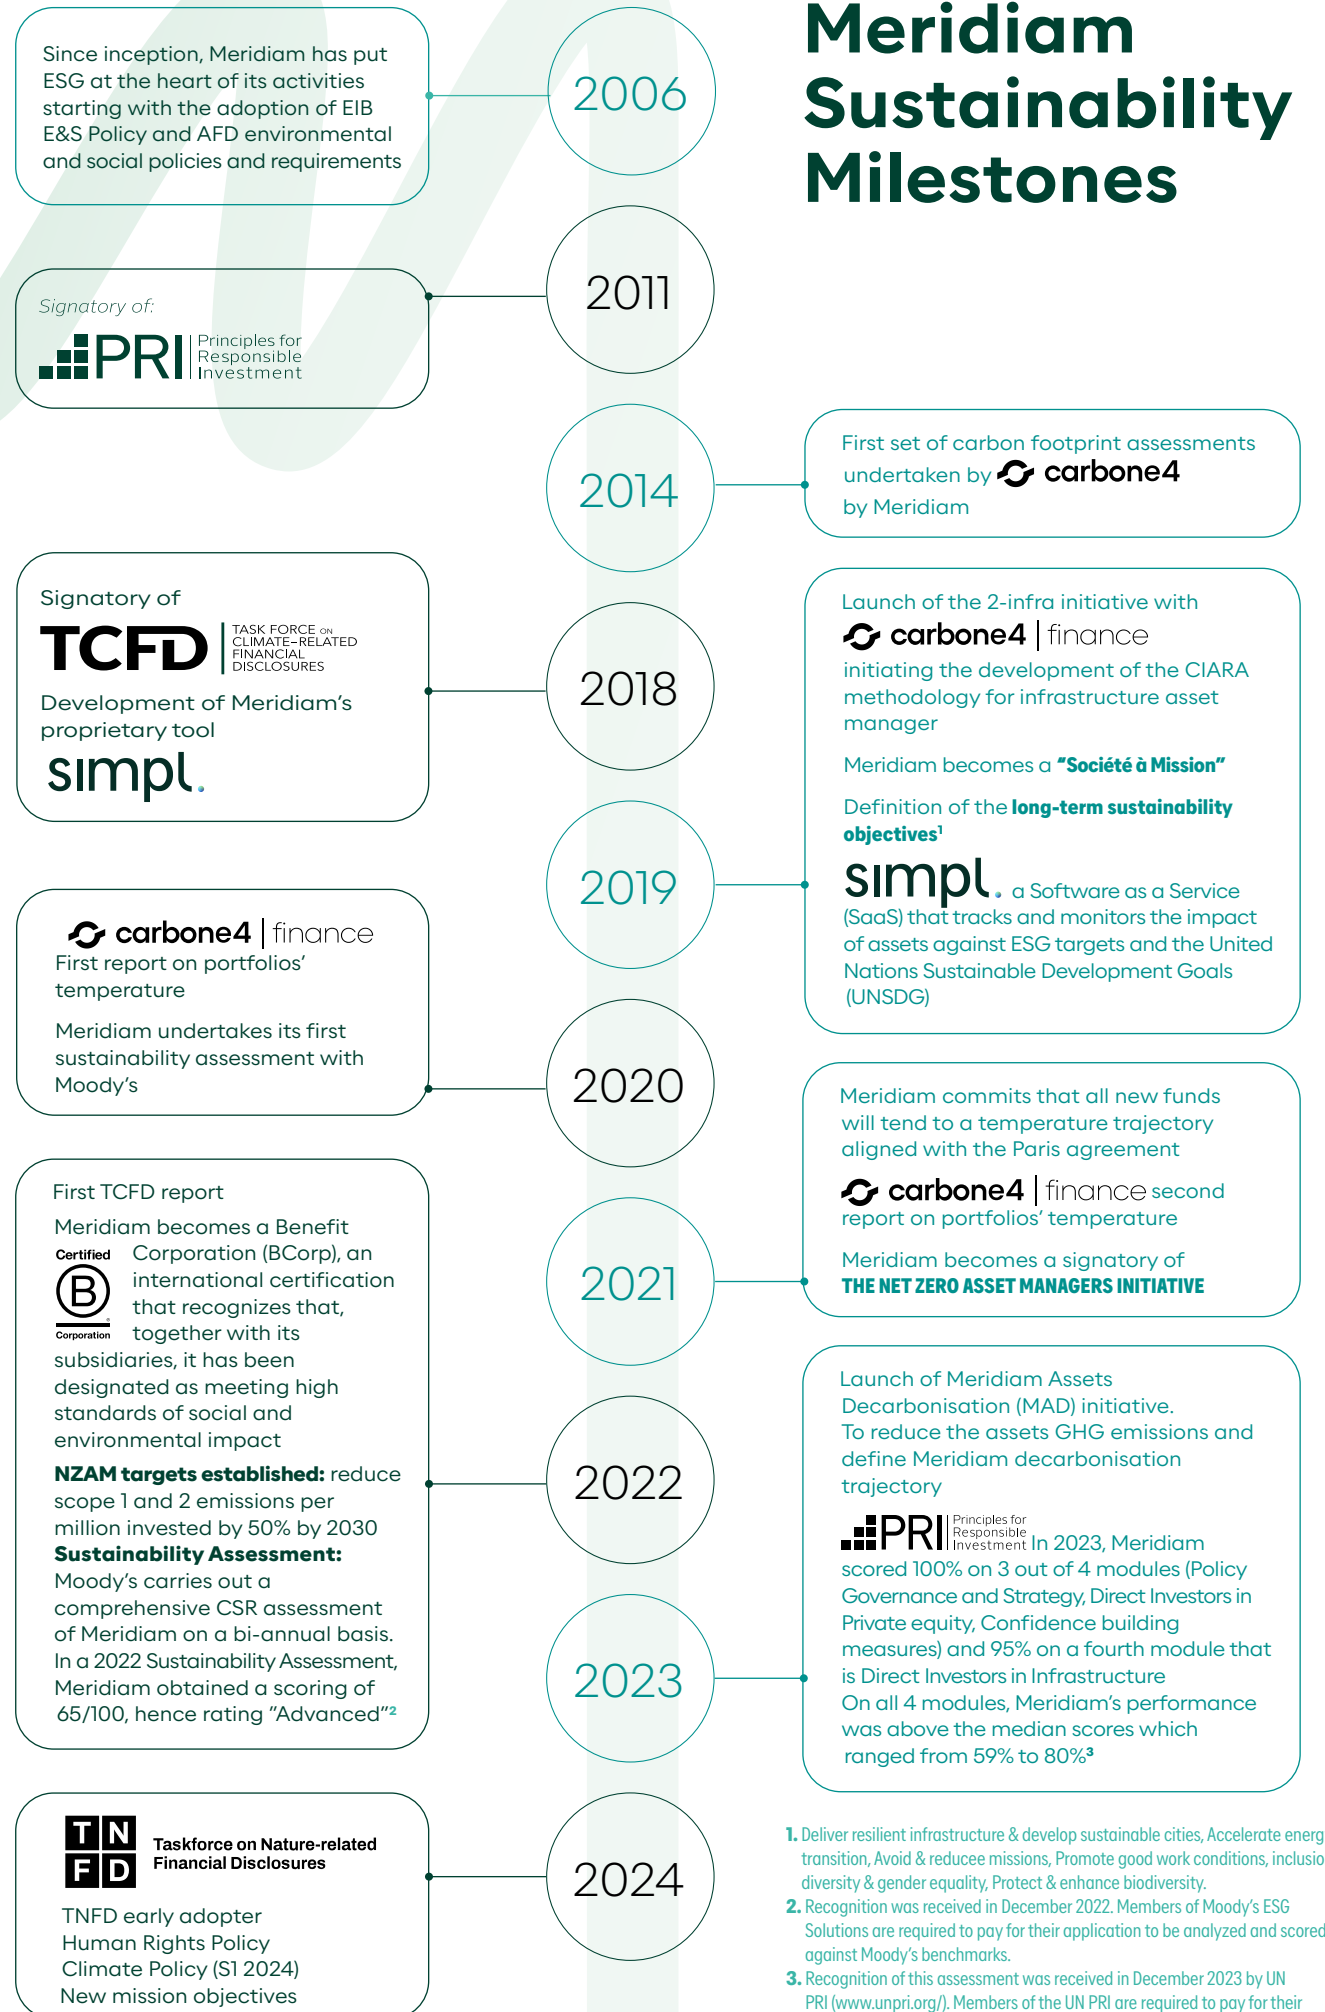 Meridiam
Sustainability
Milestones
Since inception, Meridiam has put
ESG at the heart of its activities
starting with the adoption of EIB
E&S Policy and AFD environmental
and social policies and requirements
2006
2011
Signatory of:
PRI Principles for
Responsible
Investment
2014
First set of carbon footprint assessments
undertaken by carbone4
by Meridiam
Signatory of
TCFD TASK FORCE ON
CLIMATE-RELATED
FINANCIAL
DISCLOSURES
Development of Meridiam's
proprietary tool
sımpl.
2018
Launch of the 2-infra initiative with
carbone4 | finance
initiating the development of the CIARA
methodology for infrastructure asset
manager
Meridiam becomes a "Société à Mission"
Definition of the long-term sustainability
objectives¹
sımpl. a Software as a Service
(SaaS) that tracks and monitors the impact
of assets against ESG targets and the United
Nations Sustainable Development Goals
(UNSDG)
2019
carbone4 | finance
First report on portfolios'
temperature
Meridiam undertakes its first
sustainability assessment with
Moody's
2020
Meridiam commits that all new funds
will tend to a temperature trajectory
aligned with the Paris agreement
carbone4 | finance second
report on portfolios' temperature
Meridiam becomes a signatory of
THE NET ZERO ASSET MANAGERS INITIATIVE
2021
First TCFD report
Meridiam becomes a Benefit
Certified
B
®
Corporation
Corporation (BCorp), an
international certification
that recognizes that,
together with its
subsidiaries, it has been
designated as meeting high
standards of social and
environmental impact
NZAM targets established: reduce
scope 1 and 2 emissions per
million invested by 50% by 2030
Sustainability Assessment:
Moody's carries out a
comprehensive CSR assessment
of Meridiam on a bi-annual basis.
In a 2022 Sustainability Assessment,
Meridiam obtained a scoring of
65/100, hence rating "Advanced"²
2022
Launch of Meridiam Assets
Decarbonisation (MAD) initiative.
To reduce the assets GHG emissions and
define Meridiam decarbonisation
trajectory
PRI Principles for
Responsible
Investment In 2023, Meridiam
scored 100% on 3 out of 4 modules (Policy
Governance and Strategy, Direct Investors in
Private equity, Confidence building
measures) and 95% on a fourth module that
is Direct Investors in Infrastructure
On all 4 modules, Meridiam's performance
was above the median scores which
ranged from 59% to 80%³
2023
TNFD
Taskforce on Nature-related
Financial Disclosures
TNFD early adopter
Human Rights Policy
Climate Policy (S1 2024)
New mission objectives
2024
1. Deliver resilient infrastructure & develop sustainable cities, Accelerate energ
transition, Avoid & reducee missions, Promote good work conditions, inclusio
diversity & gender equality, Protect & enhance biodiversity.
2. Recognition was received in December 2022. Members of Moody's ESG
Solutions are required to pay for their application to be analyzed and scored
against Moody's benchmarks.
3. Recognition of this assessment was received in December 2023 by UN
PRI (www.unpri.org/). Members of the UN PRI are required to pay for their